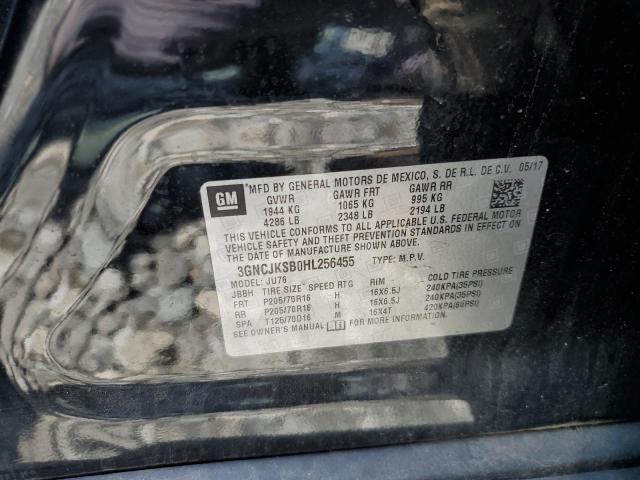 GM
MFD BY GENERAL MOTORS DE MEXICO, S. DE R.L. DE C.V. 05/17
GVWR GAWR FRT GAWR RR
1944 KG 1065 KG 995 KG
4286 LB 2348 LB 2194 LB
THIS VEHICLE CONFORMS TO ALL APPLICABLE U.S. FEDERAL MOTOR
VEHICLE SAFETY AND THEFT PREVENTION STANDARDS IN EFFECT ON
THE DATE OF MANUFACTURE SHOWN ABOVE.
3GNCJKSB0HL256455 TYPE: M.P.V.
JU76
JBBH TIRE SIZE SPEED RTG RIM COLD TIRE PRESSURE
FRT P205/70R16 H 16X6.5J 240KPA(35PSI)
RR P205/70R16 H 16X6.5J 240KPA(35PSI)
SPA T125/70D16 M 16X4T 420KPA(60PSI)
SEE OWNER'S MANUAL FOR MORE INFORMATION.